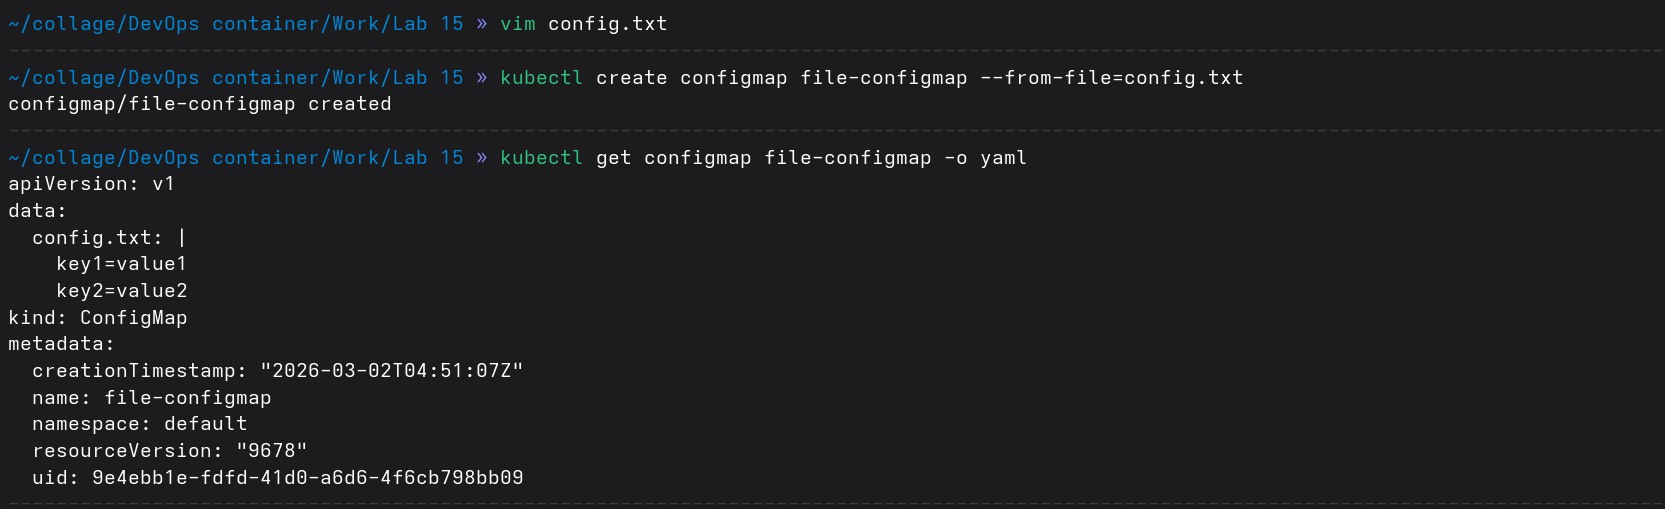 ~/collage/DevOps container/Work/Lab 15 » vim config.txt
~/collage/DevOps container/Work/Lab 15 » kubectl create configmap file-configmap --from-file=config.txt
configmap/file-configmap created
~/collage/DevOps container/Work/Lab 15 » kubectl get configmap file-configmap -o yaml
apiVersion: v1
data:
  config.txt: |
    key1=value1
    key2=value2
kind: ConfigMap
metadata:
  creationTimestamp: "2026-03-02T04:51:07Z"
  name: file-configmap
  namespace: default
  resourceVersion: "9678"
  uid: 9e4ebb1e-fdfd-41d0-a6d6-4f6cb798bb09